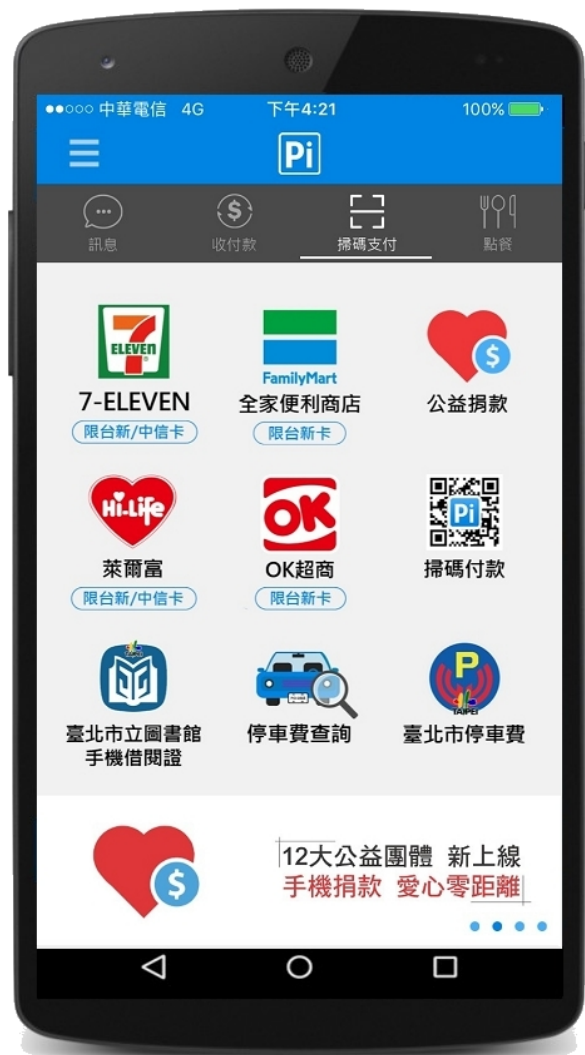 中華電信 4G 下午4:21 100%
Pi
訊息 收付款 掃碼支付 點餐
ELEVEN
FamilyMart
7-ELEVEN 全家便利商店 公益捐款
限台新/中信卡 限台新卡
Hi-Life OK Pi
萊爾富 OK超商 掃碼付款
限台新/中信卡 限台新卡
P
TAIPEI
臺北市立圖書館 停車費查詢 臺北市停車費
手機借閱證
12大公益團體 新上線
手機捐款 愛心零距離